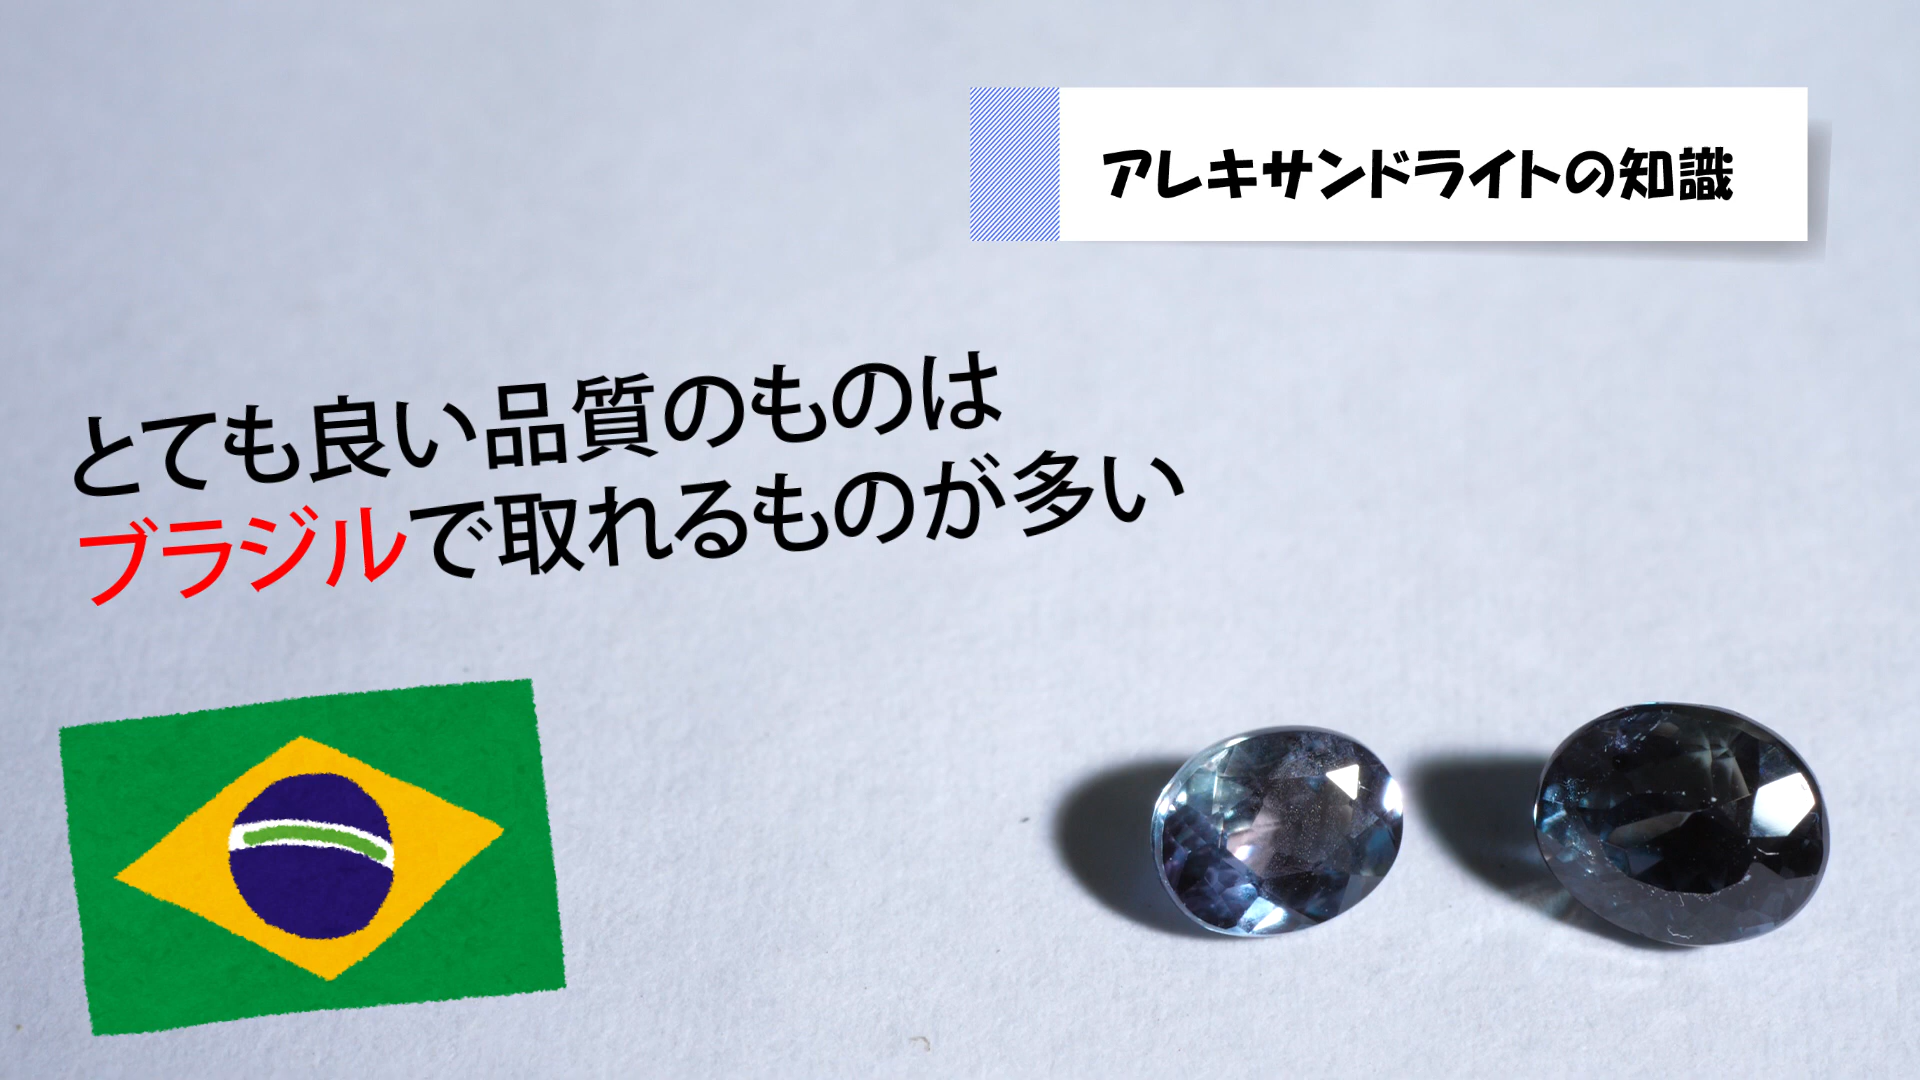 アレキサンドライトの知識
とても良い品質のものは
ブラジルで取れるものが多い